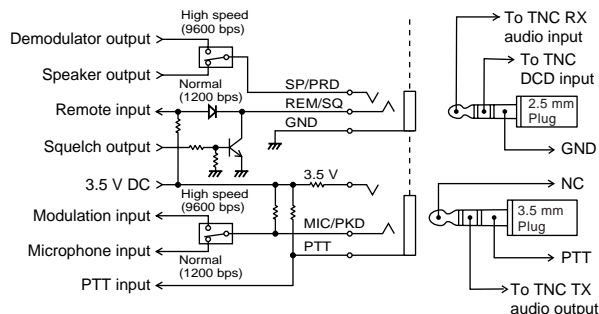 High speed
(9600 bps)
Demodulator output
Speaker output
Normal
(1200 bps)
SP/PRD
Remote input
REM/SQ
GND
Squelch output
3.5 V DC
3.5 V
High speed
(9600 bps)
Modulation input
MIC/PKD
Microphone input
Normal
(1200 bps)
PTT
PTT input
To TNC RX
audio input
To TNC
DCD input
2.5 mm
Plug
GND
NC
3.5 mm
Plug
PTT
To TNC TX
audio output